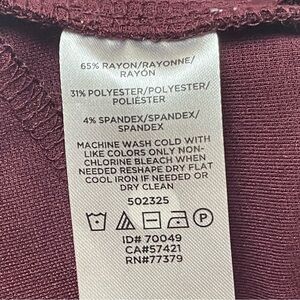 65% RAYON/RAYONNE/
RAYÓN
31% POLYESTER/POLYESTER/
POLIÉSTER
4% SPANDEX/SPANDEX/
SPANDEX
MACHINE WASH COLD WITH
LIKE COLORS ONLY NON-
CHLORINE BLEACH WHEN
NEEDED RESHAPE DRY FLAT
COOL IRON IF NEEDED OR
DRY CLEAN
502325
P
ID# 70049
CA#57421
RN#77379